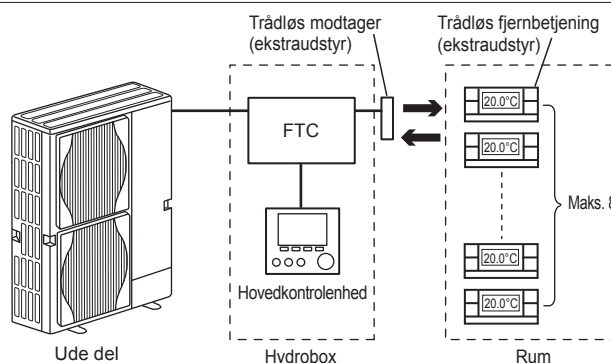 Trådløs modtager
(ekstraudstyr)
Trådløs fjernbetjening
(ekstraudstyr)
FTC
20.0°C
20.0°C
Maks. 8
20.0°C
20.0°C
Hovedkontrolenhed
Ude del
Hydrobox
Rum